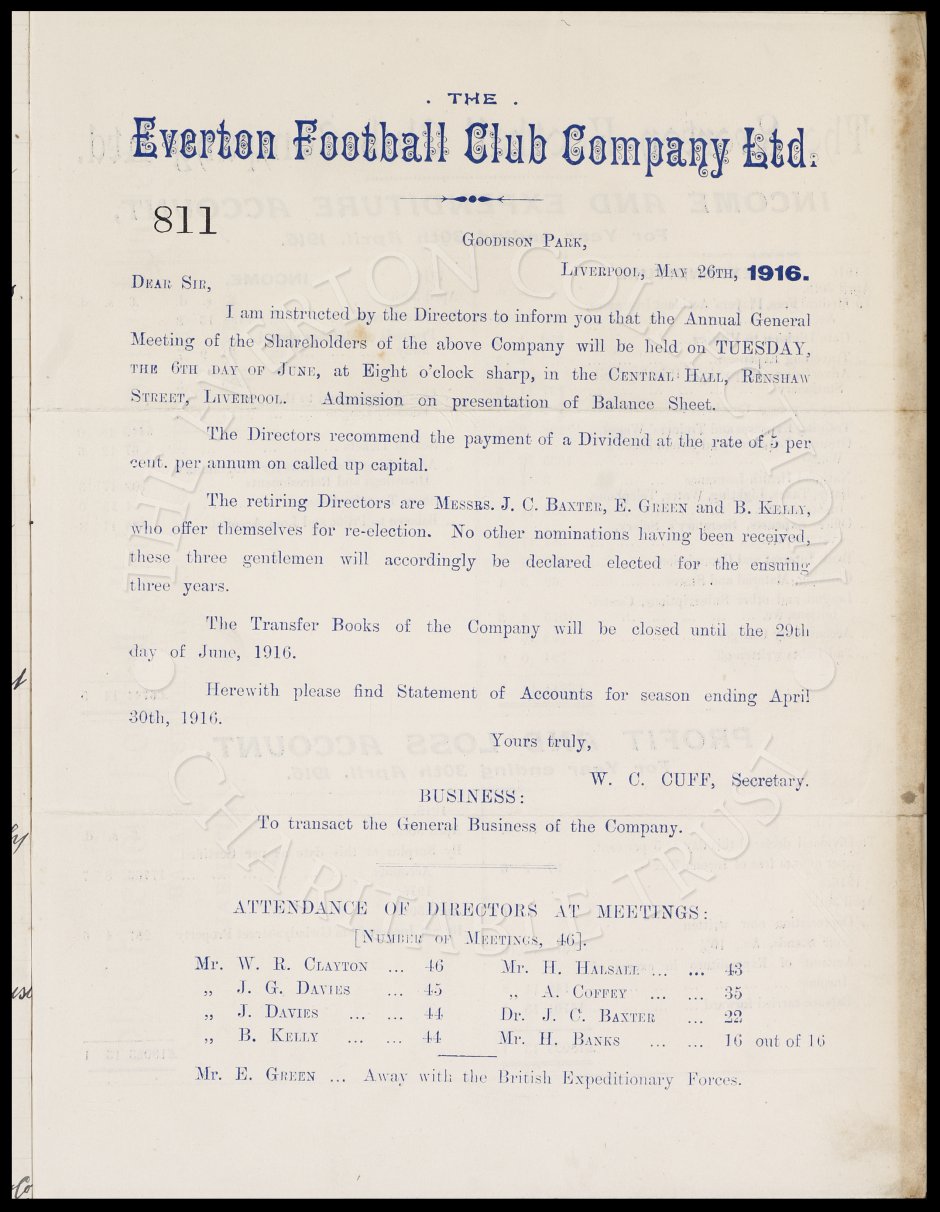 . THE .
Everton Football Club Company Ltd.
811
GOODISON PARK,
LIVERPOOL, MAY 26TH, 1916.
DEAR SIR,
I am instructed by the Directors to inform you that the Annual General
Meeting of the Shareholders of the above Company will be held on TUESDAY,
THE 6TH DAY OF JUNE, at Eight o'clock sharp, in the CENTRAL HALL, RENSHAW
STREET, LIVERPOOL. Admission on presentation of Balance Sheet.
The Directors recommend the payment of a Dividend at the rate of 5 per
cent. per annum on called up capital.
The retiring Directors are MESSRS. J. C. BAXTER, E. GREEN and B. KELLY,
who offer themselves for re-election. No other nominations having been received,
these three gentlemen will accordingly be declared elected for the ensuing
three years.
The Transfer Books of the Company will be closed until the 29th
day of June, 1916.
Herewith please find Statement of Accounts for season ending April
30th, 1916.
Yours truly,
W. C. CUFF, Secretary.
BUSINESS:
To transact the General Business of the Company.
ATTENDANCE OF DIRECTORS AT MEETINGS:
[NUMBER OF MEETINGS, 46].
Mr. W. R. CLAYTON ... 46 Mr. H. HALSALL ... ... 43
„ J. G. DAVIES ... 45 „ A. COFFEY ... ... 35
„ J. DAVIES ... ... 44 Dr. J. C. BAXTER ... 22
„ B. KELLY ... ... 44 Mr. H. BANKS ... ... 16 out of 16
Mr. E. GREEN ... Away with the British Expeditionary Forces.
THE EVERTON COLLECTION
CHARITABLE TRUST